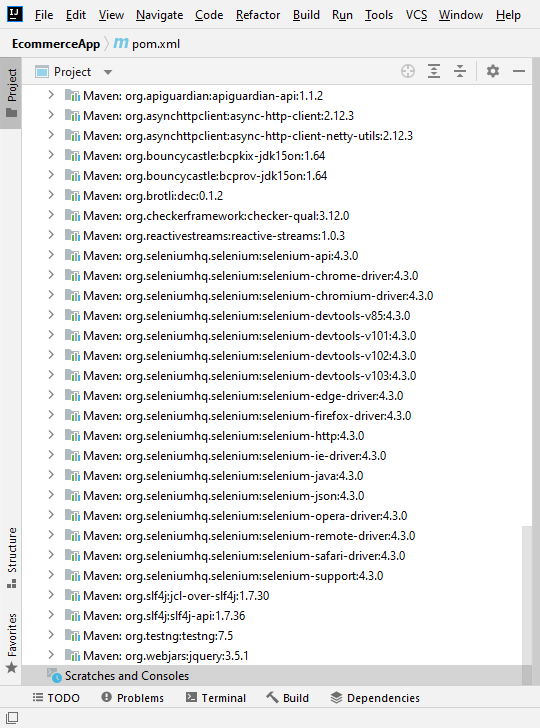 IJ File Edit View Navigate Code Refactor Build Run Tools VCS Window Help
EcommerceApp m pom.xml
Project
Project
Maven: org.apiguardian:apiguardian-api:1.1.2
Maven: org.asynchttpclient:async-http-client:2.12.3
Maven: org.asynchttpclient:async-http-client-netty-utils:2.12.3
Maven: org.bouncycastle:bcpkix-jdk15on:1.64
Maven: org.bouncycastle:bcprov-jdk15on:1.64
Maven: org.brotli:dec:0.1.2
Maven: org.checkerframework:checker-qual:3.12.0
Maven: org.reactivestreams:reactive-streams:1.0.3
Maven: org.seleniumhq.selenium:selenium-api:4.3.0
Maven: org.seleniumhq.selenium:selenium-chrome-driver:4.3.0
Maven: org.seleniumhq.selenium:selenium-chromium-driver:4.3.0
Maven: org.seleniumhq.selenium:selenium-devtools-v85:4.3.0
Maven: org.seleniumhq.selenium:selenium-devtools-v101:4.3.0
Maven: org.seleniumhq.selenium:selenium-devtools-v102:4.3.0
Maven: org.seleniumhq.selenium:selenium-devtools-v103:4.3.0
Maven: org.seleniumhq.selenium:selenium-edge-driver:4.3.0
Maven: org.seleniumhq.selenium:selenium-firefox-driver:4.3.0
Maven: org.seleniumhq.selenium:selenium-http:4.3.0
Maven: org.seleniumhq.selenium:selenium-ie-driver:4.3.0
Maven: org.seleniumhq.selenium:selenium-java:4.3.0
Maven: org.seleniumhq.selenium:selenium-json:4.3.0
Maven: org.seleniumhq.selenium:selenium-opera-driver:4.3.0
Maven: org.seleniumhq.selenium:selenium-remote-driver:4.3.0
Maven: org.seleniumhq.selenium:selenium-safari-driver:4.3.0
Maven: org.seleniumhq.selenium:selenium-support:4.3.0
Maven: org.slf4j:jcl-over-slf4j:1.7.30
Maven: org.slf4j:slf4j-api:1.7.36
Maven: org.testng:testng:7.5
Maven: org.webjars:jquery:3.5.1
Scratches and Consoles
Structure
Favorites
TODO Problems Terminal Build Dependencies